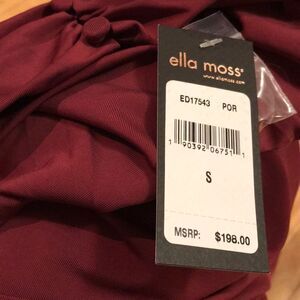 ella moss®
www.ellamoss.com
ED17543 POR
1 90392 06751 1
S
MSRP: $198.00